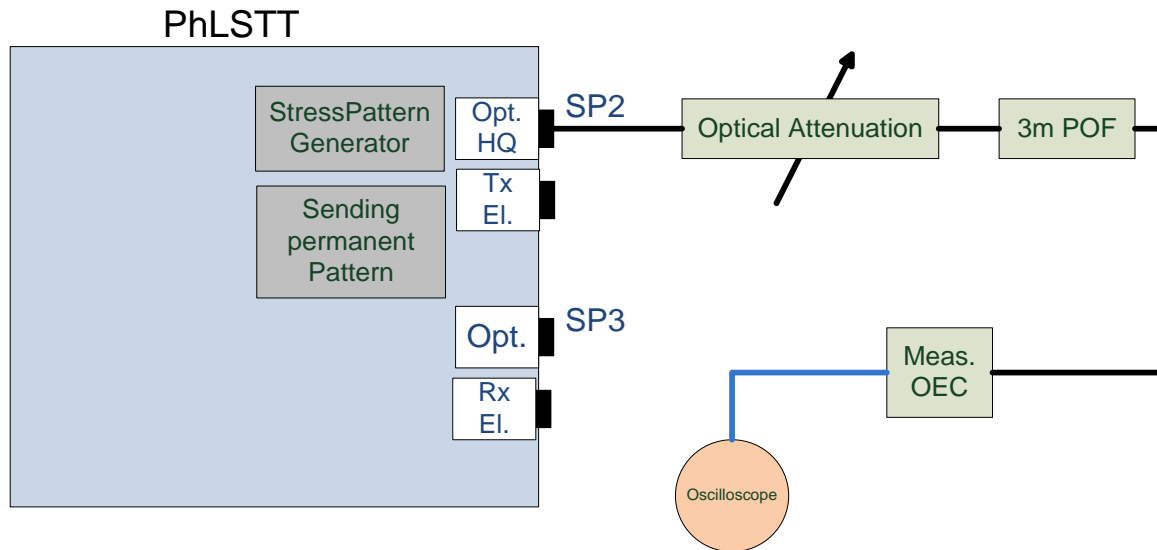 PhLSTT
StressPattern
Generator
Opt.
HQ
SP2
Optical Attenuation
3m POF
Tx
El.
Sending
permanent
Pattern
Opt.
SP3
Rx
El.
Meas.
OEC
Oscilloscope